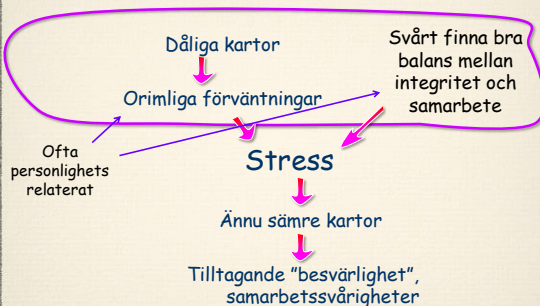 Dåliga kartor
Orimliga förväntningar
Svårt finna bra
balans mellan
integritet och
samarbete
Ofta
personlighets
relaterat
Stress
Ännu sämre kartor
Tilltagande ”besvärlighet”,
samarbetssvårigheter